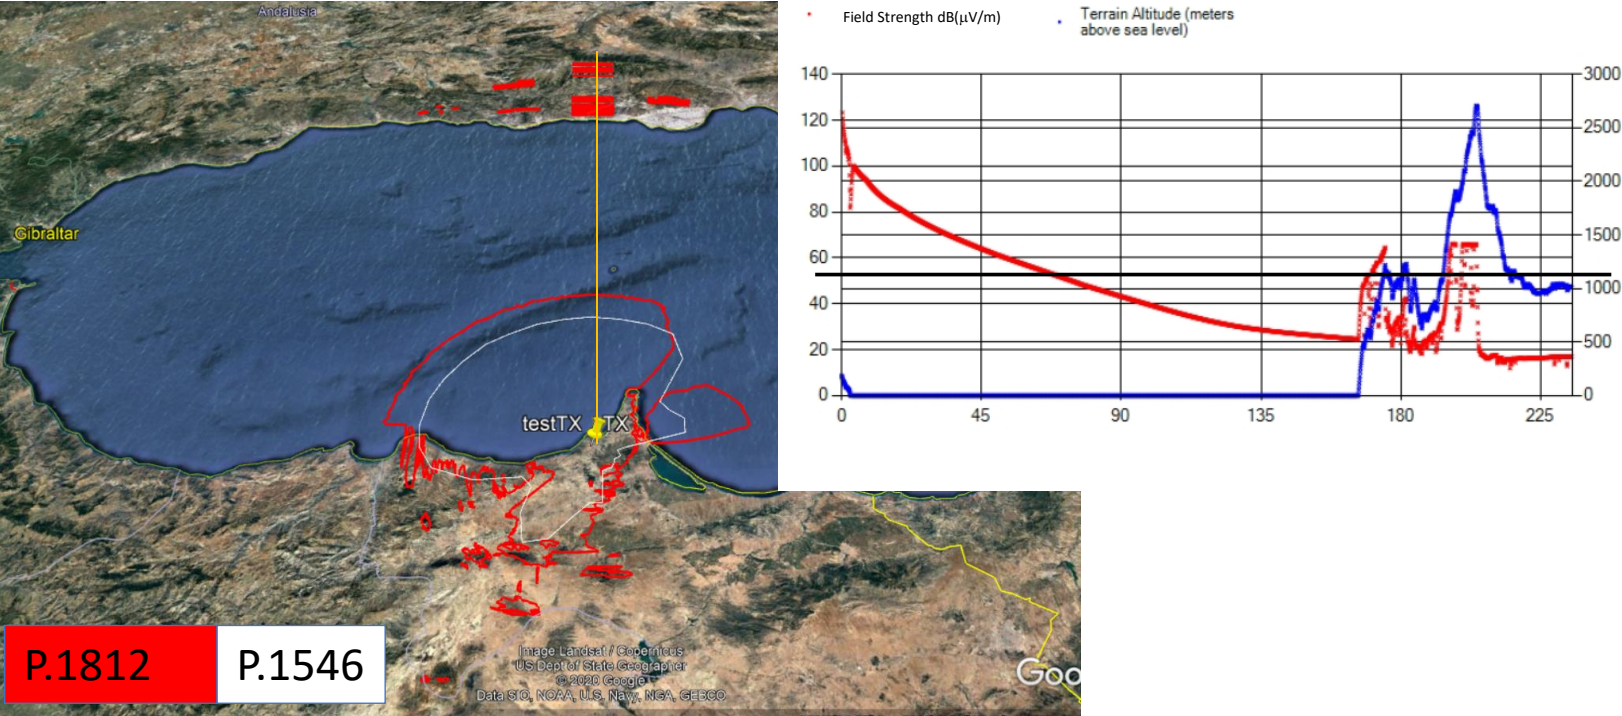 Andalusia
Gibraltar
testTX
TX
Image Landsat / Copernicus
US Dept of State Geographer
© 2020 Google
Data SIO, NOAA, U.S. Navy, NGA, GEBCO
Goo
P.1812
P.1546
Field Strength dB(μV/m)
Terrain Altitude (meters
above sea level)
140
120
100
80
60
40
20
0
3000
2500
2000
1500
1000
500
0
0 45 90 135 180 225